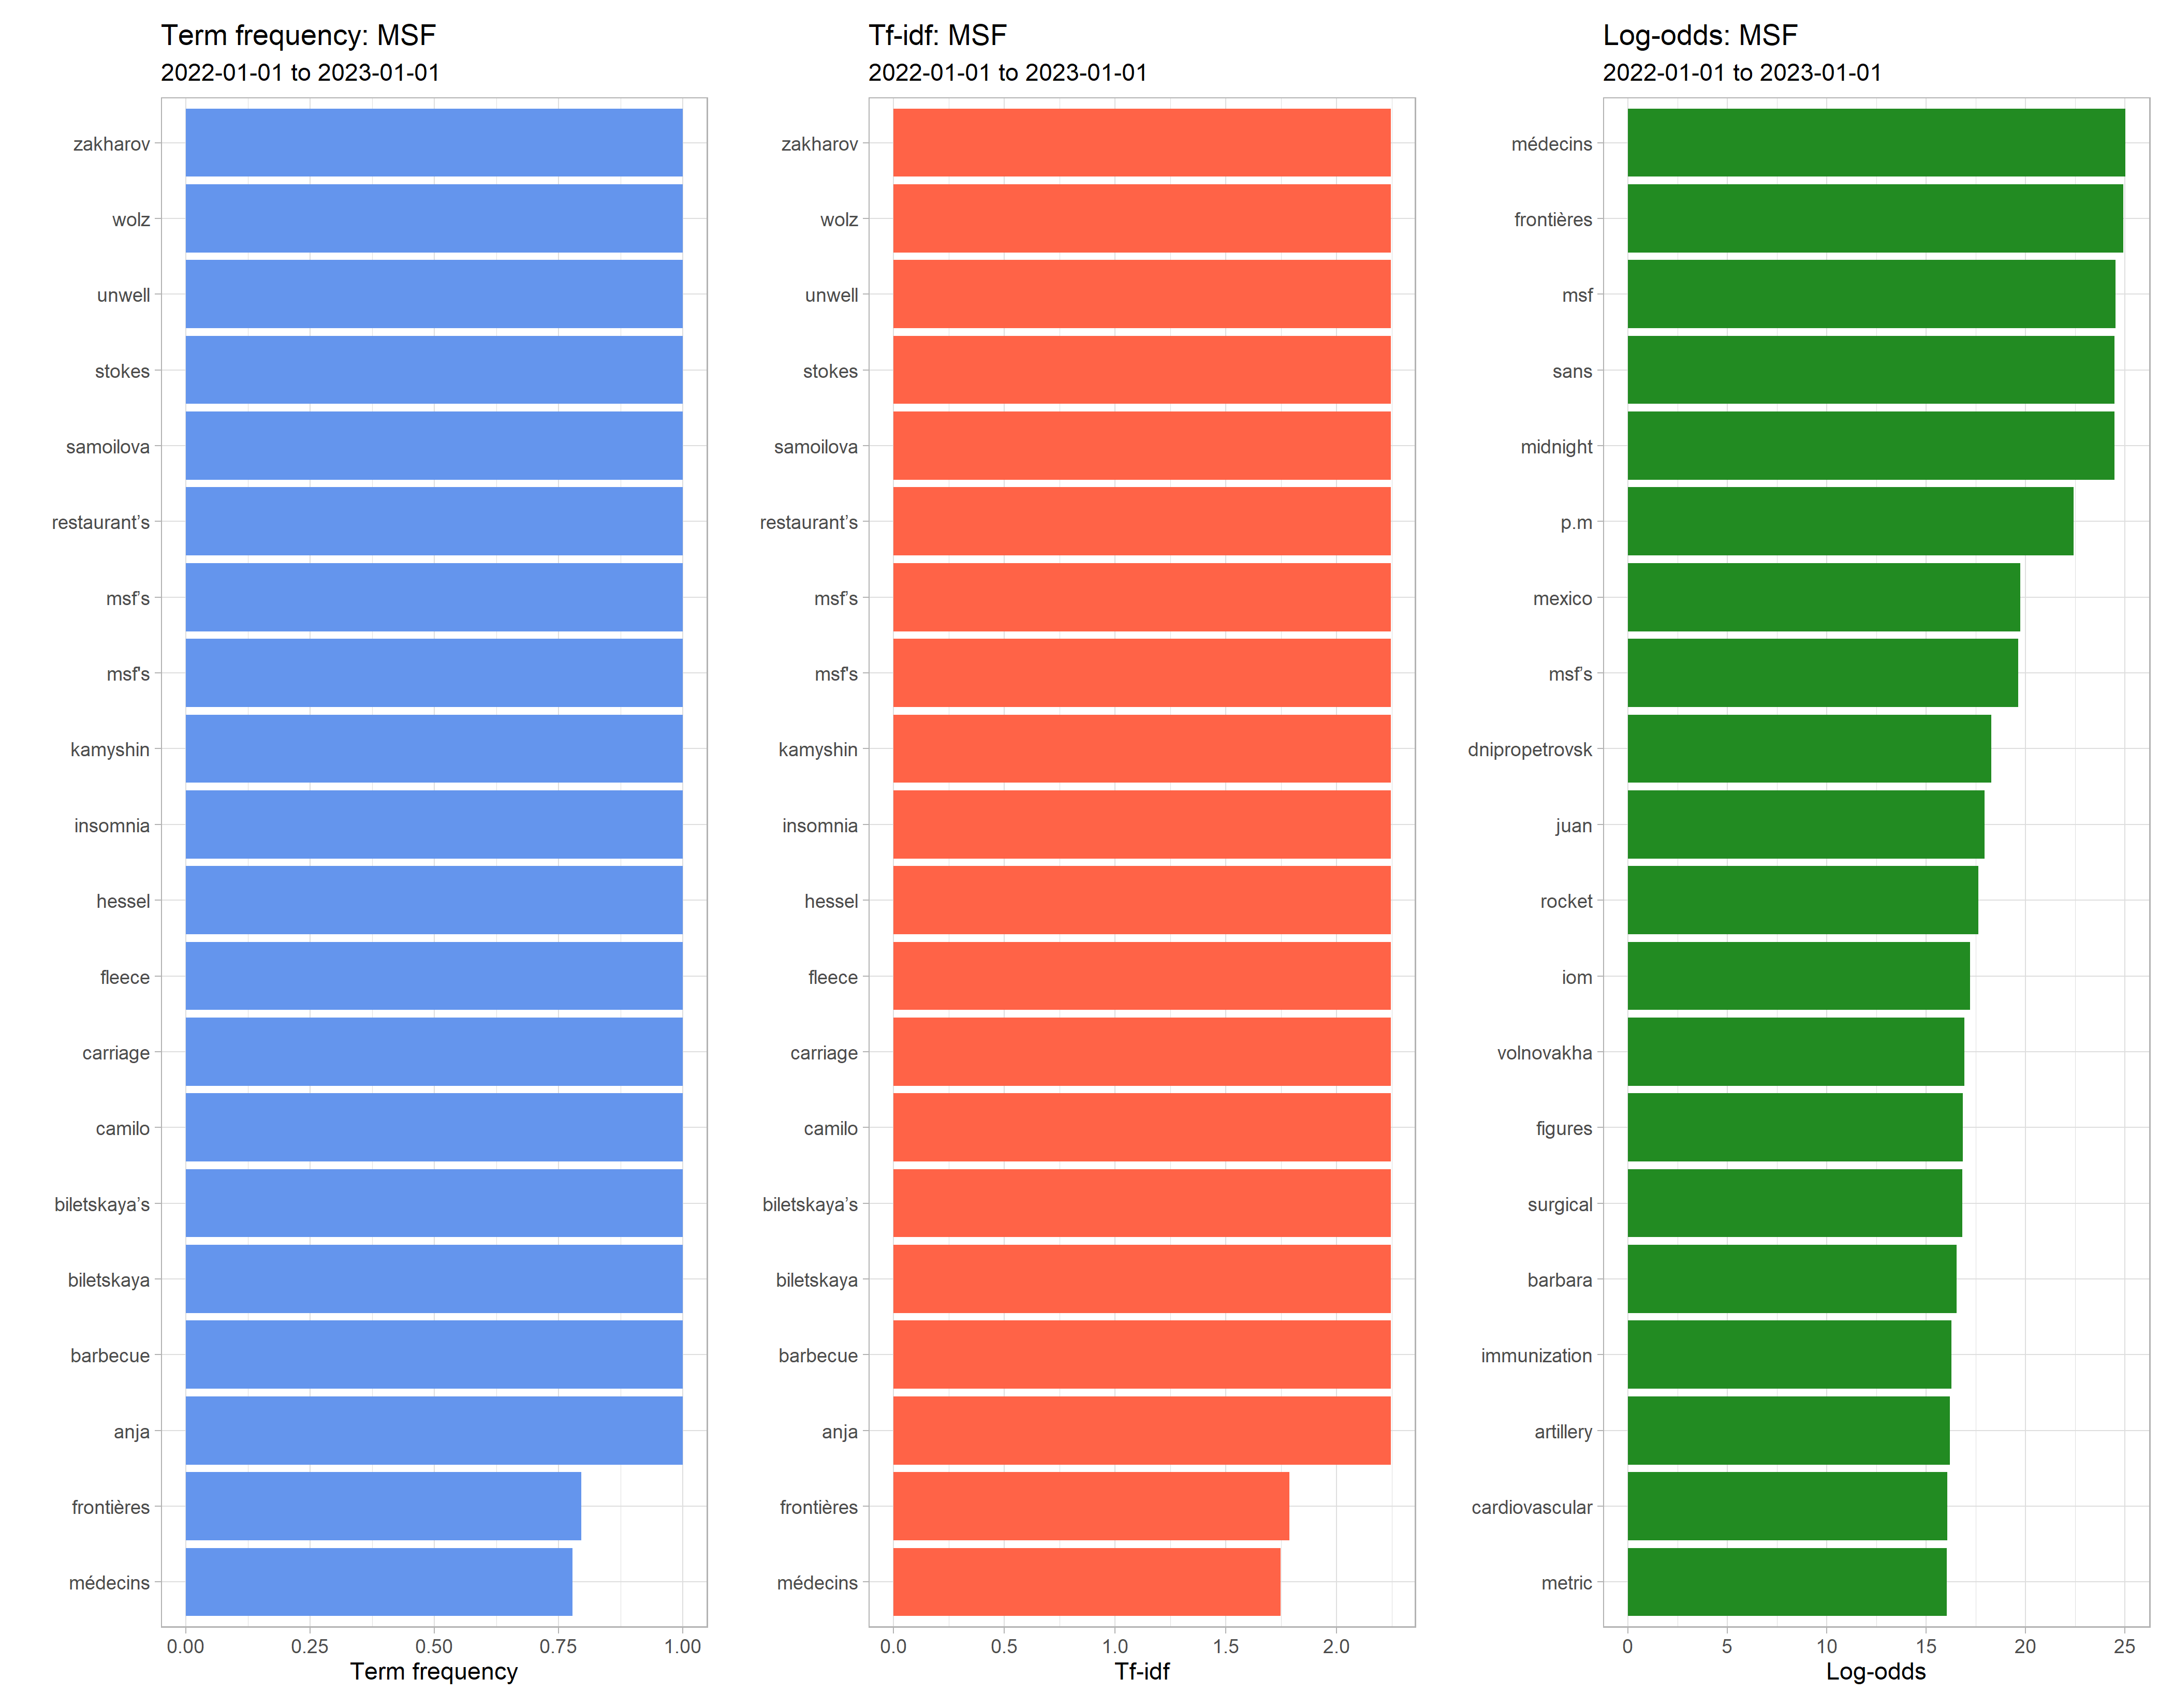 Term frequency: MSF
2022-01-01 to 2023-01-01
zakharov
wolz
unwell
stokes
samoilova
restaurant’s
msf’s
msf's
kamyshin
insomnia
hessel
fleece
carriage
camilo
biletskaya’s
biletskaya
barbecue
anja
frontières
médecins
0.00 0.25 0.50 0.75 1.00
Term frequency
Tf-idf: MSF
2022-01-01 to 2023-01-01
zakharov
wolz
unwell
stokes
samoilova
restaurant’s
msf’s
msf's
kamyshin
insomnia
hessel
fleece
carriage
camilo
biletskaya’s
biletskaya
barbecue
anja
frontières
médecins
0.0 0.5 1.0 1.5 2.0
Tf-idf
Log-odds: MSF
2022-01-01 to 2023-01-01
médecins
frontières
msf
sans
midnight
p.m
mexico
msf’s
dnipropetrovsk
juan
rocket
iom
volnovakha
figures
surgical
barbara
immunization
artillery
cardiovascular
metric
0 5 10 15 20 25
Log-odds